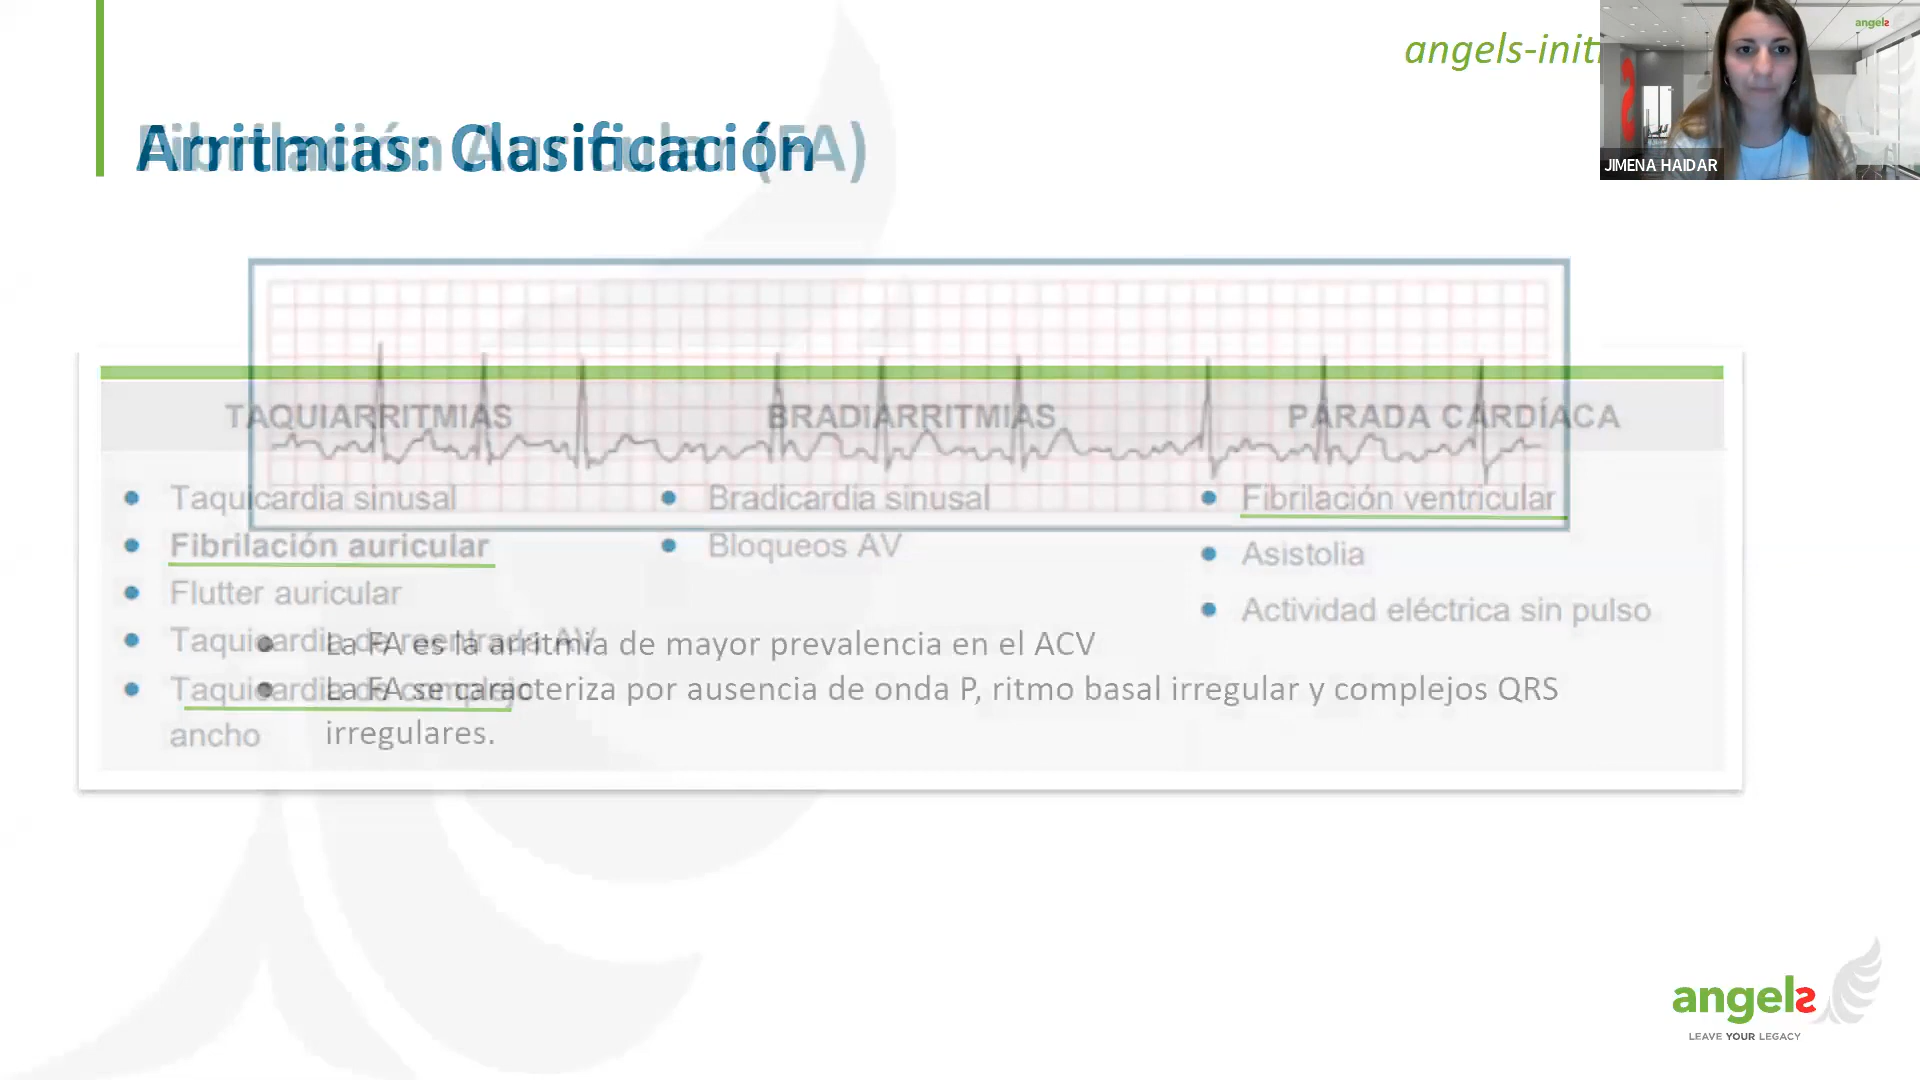 angels-initi
angels
JIMENA HAIDAR
Arritmias: Clasificación
Fibrilación Auricular (FA)
TAQUIARRITMIAS
BRADIARRITMIAS
PARADA CARDÍACA
Taquicardia sinusal
Fibrilación auricular
Flutter auricular
Taquicardia de reentrada AV
Taquicardia de complejo
ancho
Bradicardia sinusal
Bloqueos AV
Fibrilación ventricular
Asistolia
Actividad eléctrica sin pulso
La FA es la arritmia de mayor prevalencia en el ACV
La FA se caracteriza por ausencia de onda P, ritmo basal irregular y complejos QRS
irregulares.
angels
LEAVE YOUR LEGACY